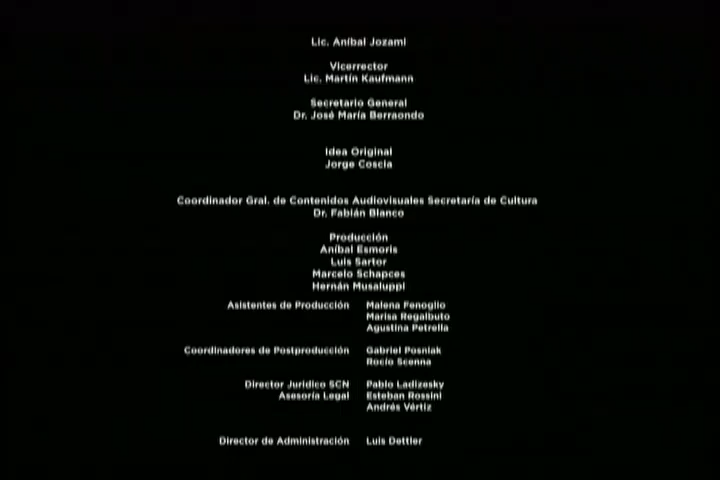 Lic. Aníbal Jozami
Vicerrector
Lic. Martín Kaufmann
Secretario General
Dr. José María Berraondo
Idea Original
Jorge Coscia
Coordinador Gral. de Contenidos Audiovisuales Secretaría de Cultura
Dr. Fabián Blanco
Producción
Aníbal Esmoris
Luis Sartor
Marcelo Schapces
Hernán Musaluppi
Asistentes de Producción Malena Fenoglio
Marisa Regalbuto
Agustina Petrella
Coordinadores de Postproducción Gabriel Posniak
Rocío Scenna
Director Jurídico SCN Pablo Ladizesky
Asesoría Legal Esteban Rossini
Andrés Vértiz
Director de Administración Luis Dettler